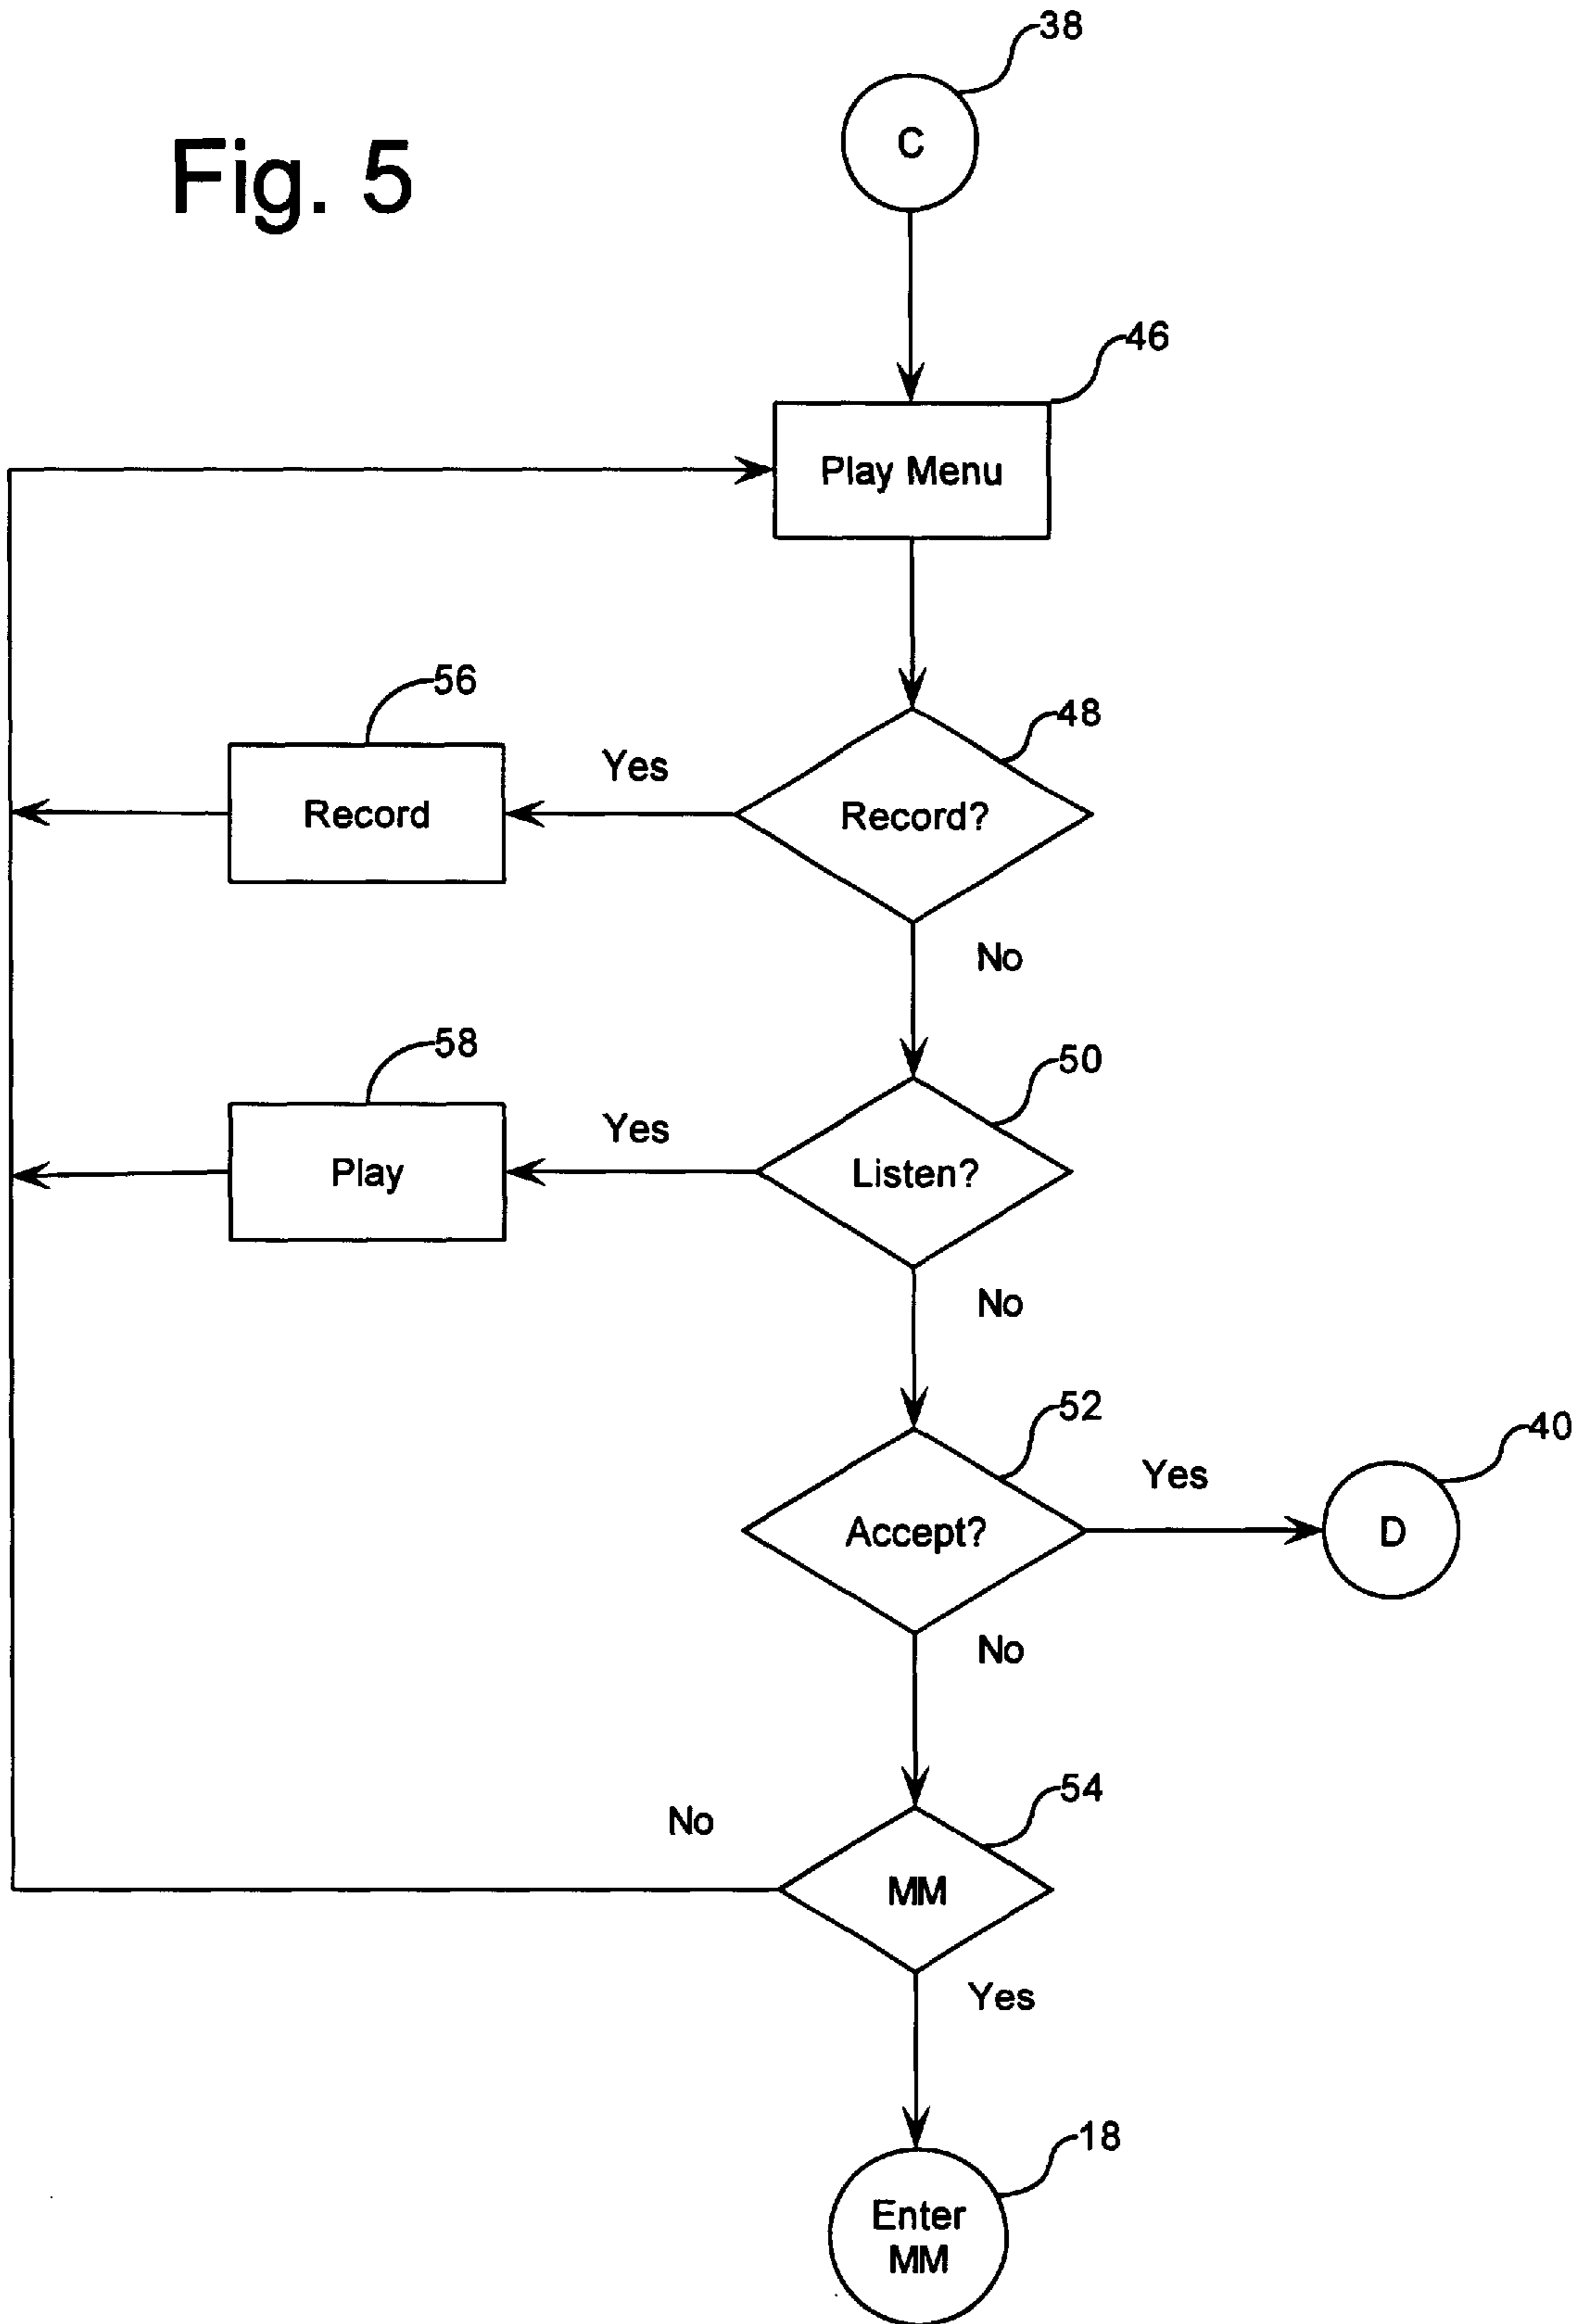 38
C
Fig. 5
46
Play Menu
56
48
Yes
Record
Record?
No
58
50
Yes
Play
Listen?
No
52
40
Yes
Accept?
D
No
54
No
MM
Yes
18
Enter
MM